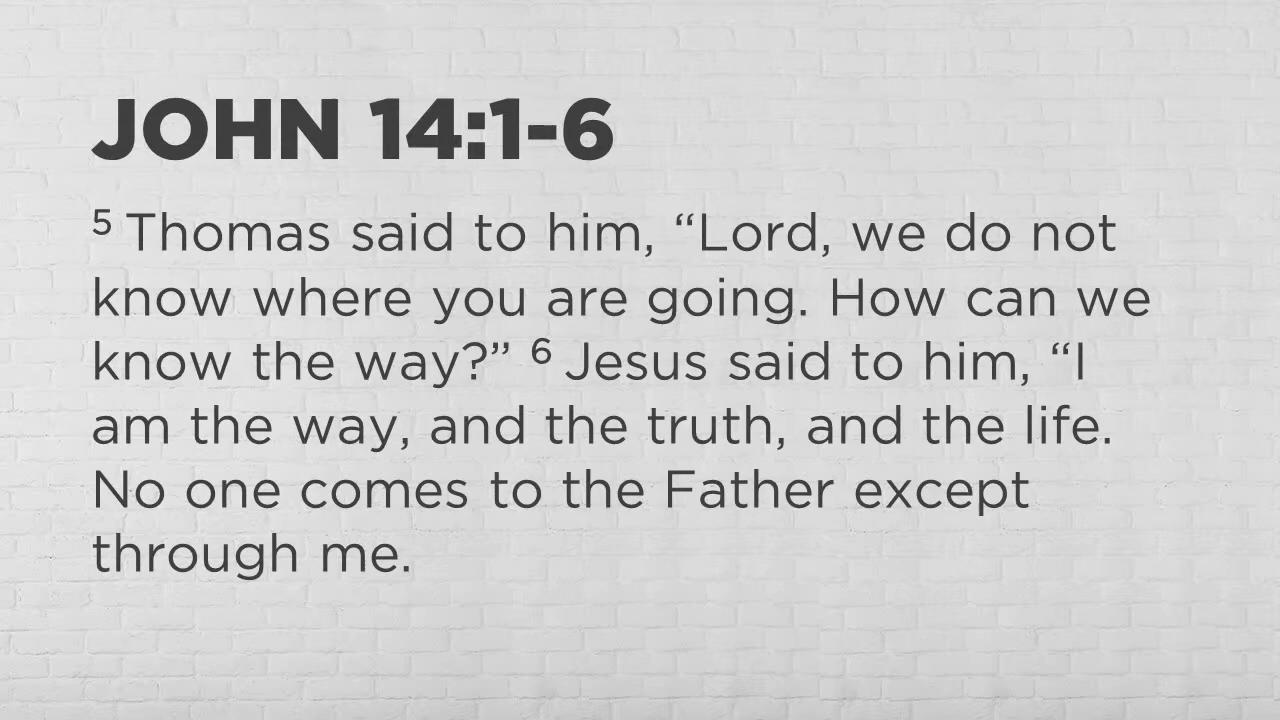 JOHN 14:1-6
⁵ Thomas said to him, “Lord, we do not
know where you are going. How can we
know the way?” ⁶ Jesus said to him, “I
am the way, and the truth, and the life.
No one comes to the Father except
through me.